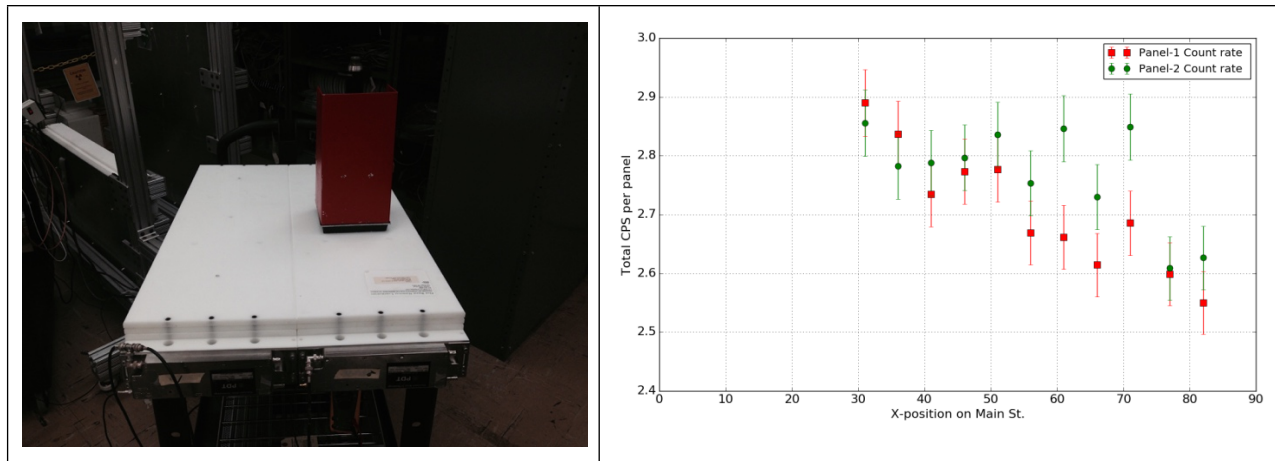 3.0
2.9
2.8
2.7
2.6
2.5
2.4
0 10 20 30 40 50 60 70 80 90
Total CPS per panel
X-position on Main St.
Panel-1 Count rate
Panel-2 Count rate